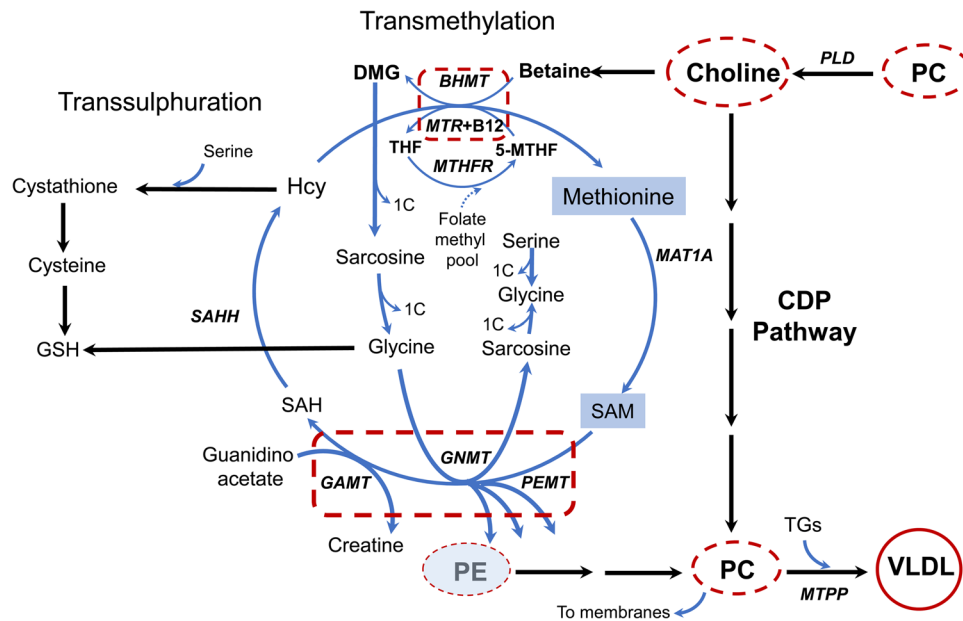 Transmethylation
Transsulphuration
DMG
BHMT
Betaine
Choline
PLD
PC
MTR+B12
THF
5-MTHF
MTHFR
Serine
Cystathione
Hcy
1C
Folate
methyl
pool
Methionine
Cysteine
Sarcosine
Serine
1C
Glycine
MAT1A
CDP
Pathway
SAHH
1C
1C
GSH
Glycine
Sarcosine
SAH
SAM
Guanidino
acetate
GAMT
GNMT
PEMT
Creatine
PE
PC
TGs
MTPP
VLDL
To membranes